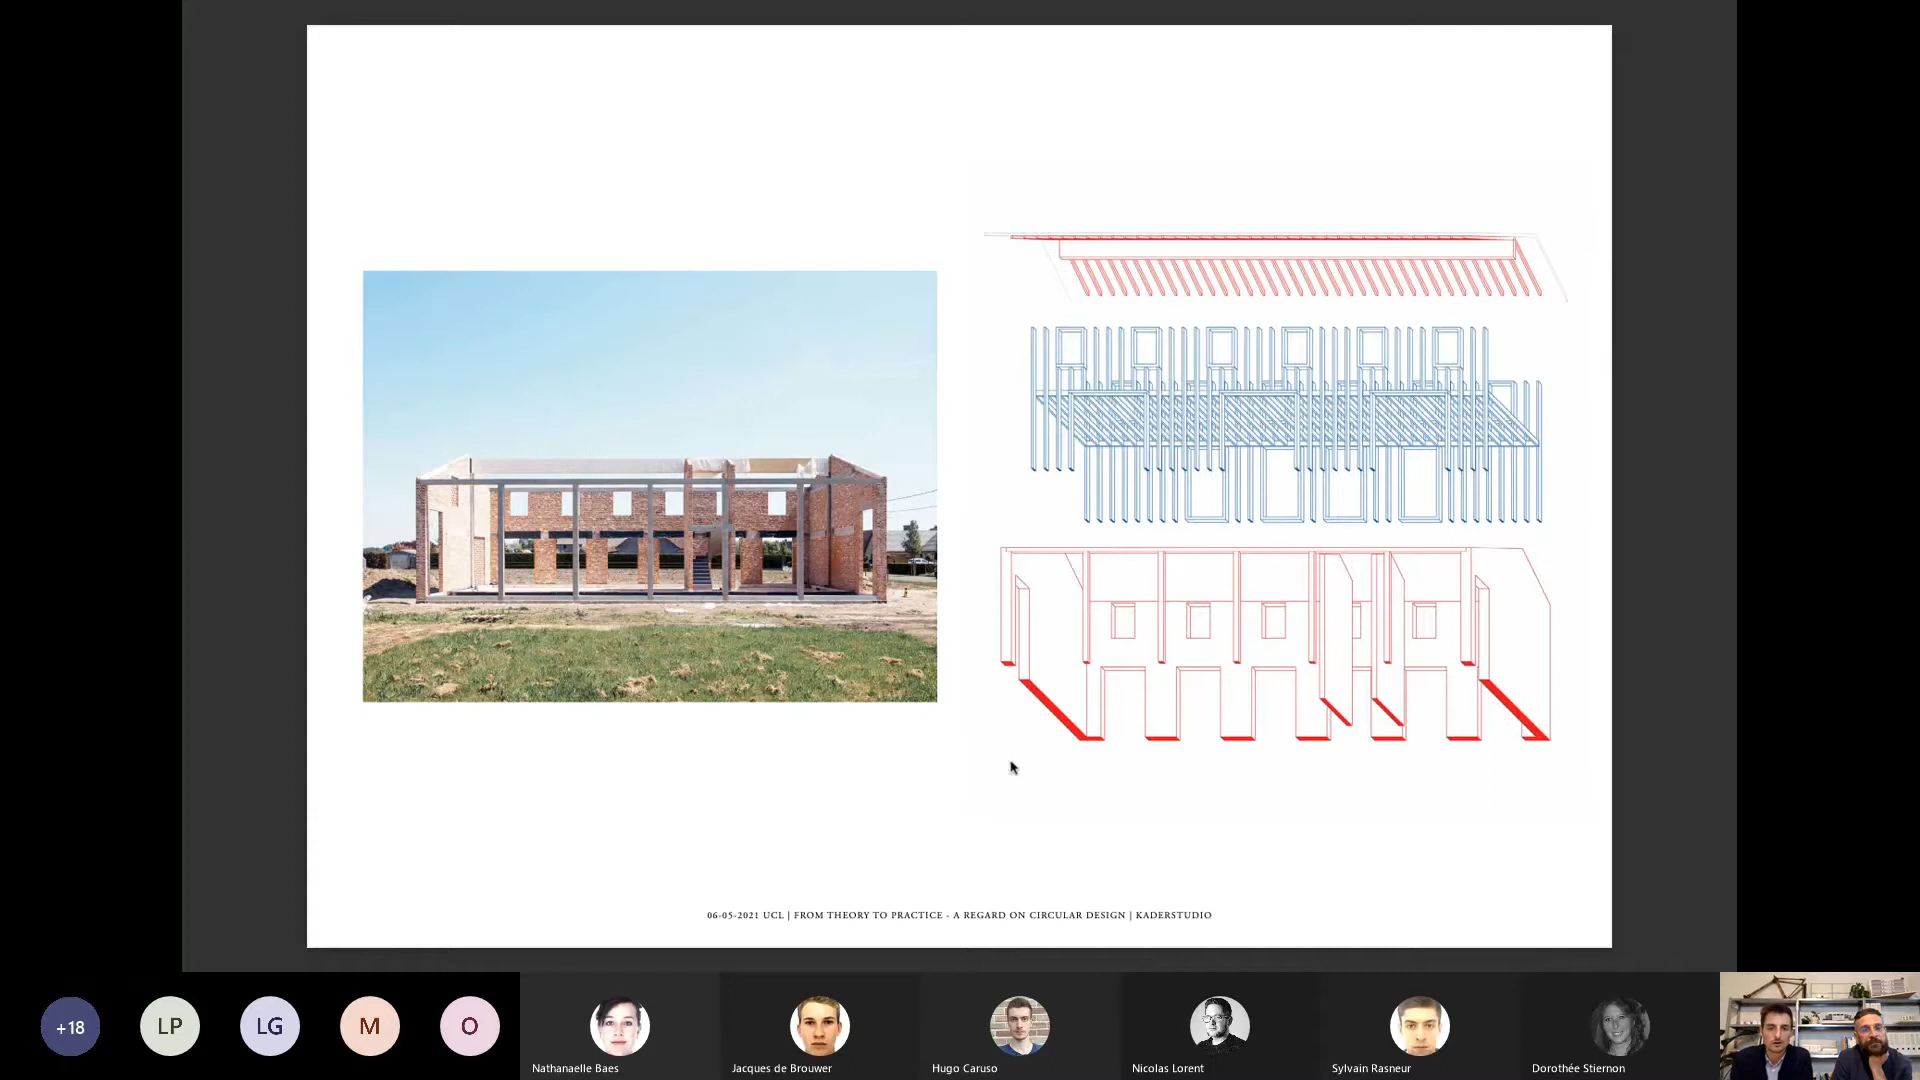 06-05-2021 UCL | FROM THEORY TO PRACTICE - A REGARD ON CIRCULAR DESIGN | KADERSTUDIO
+18
LP
LG
M
O
Nathanaelle Baes
Jacques de Brouwer
Hugo Caruso
Nicolas Lorent
Sylvain Rasneur
Dorothée Stiernon